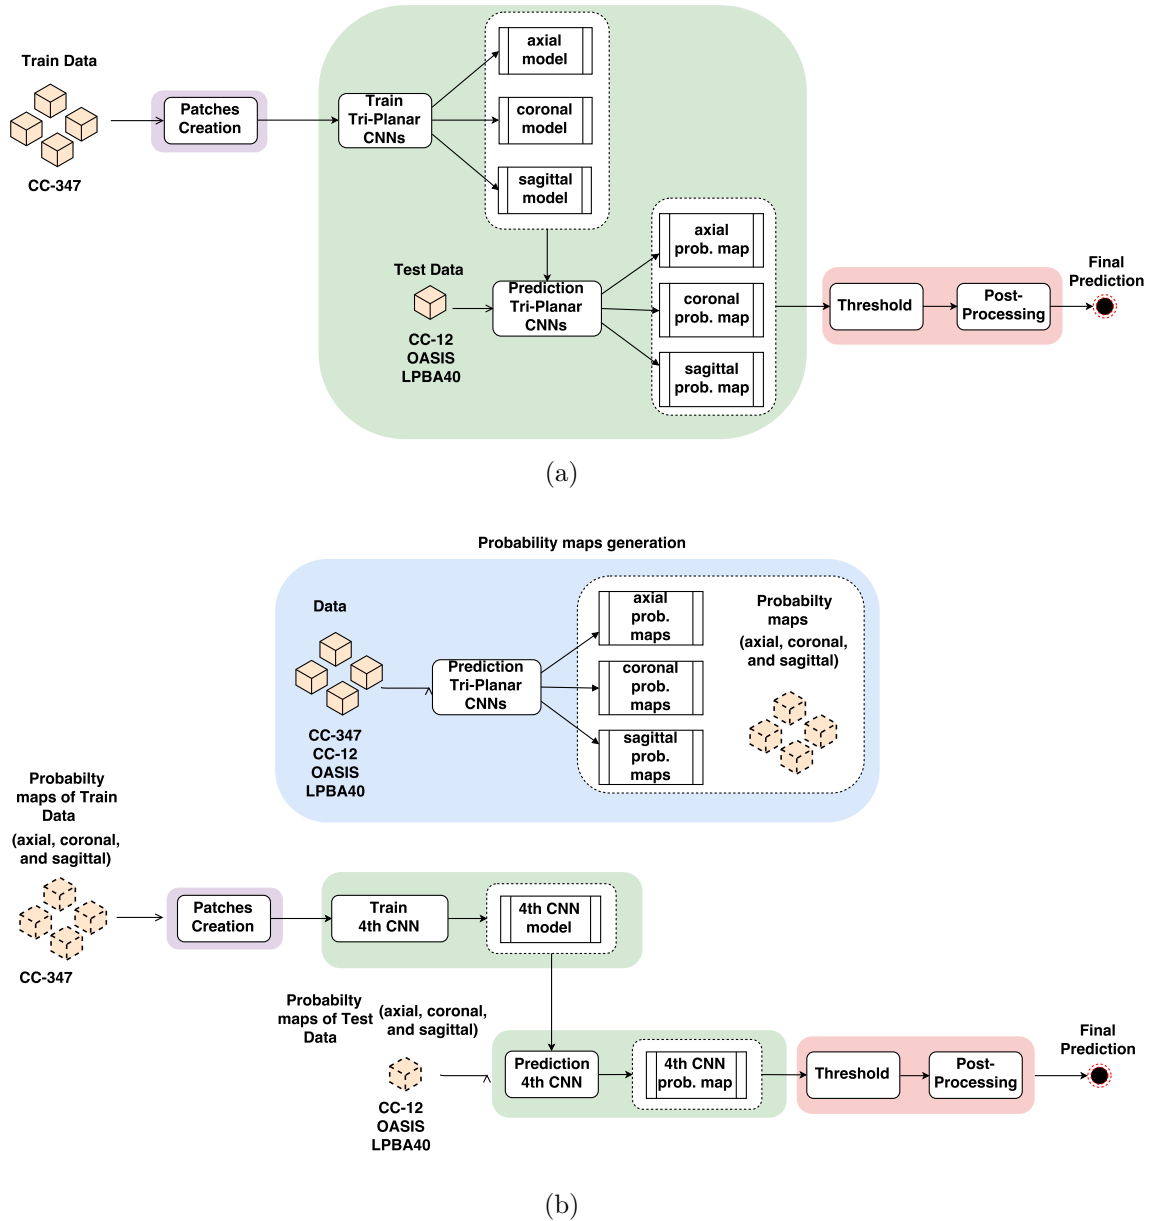 Train Data
CC-347
Patches
Creation
Train
Tri-Planar
CNNs
axial
model
coronal
model
sagittal
model
Test Data
CC-12
OASIS
LPBA40
Prediction
Tri-Planar
CNNs
axial
prob. map
coronal
prob. map
sagittal
prob. map
Threshold
Post-
Processing
Final
Prediction
(a)
Probability maps generation
Data
CC-347
CC-12
OASIS
LPBA40
Prediction
Tri-Planar
CNNs
axial
prob.
maps
coronal
prob.
maps
sagittal
prob.
maps
Probabilty
maps
(axial, coronal,
and sagittal)
Probabilty
maps of Train
Data
(axial, coronal,
and sagittal)
CC-347
Patches
Creation
Train
4th CNN
4th CNN
model
Probabilty
maps of Test
Data
(axial, coronal,
and sagittal)
CC-12
OASIS
LPBA40
Prediction
4th CNN
4th CNN
prob. map
Threshold
Post-
Processing
Final
Prediction
(b)